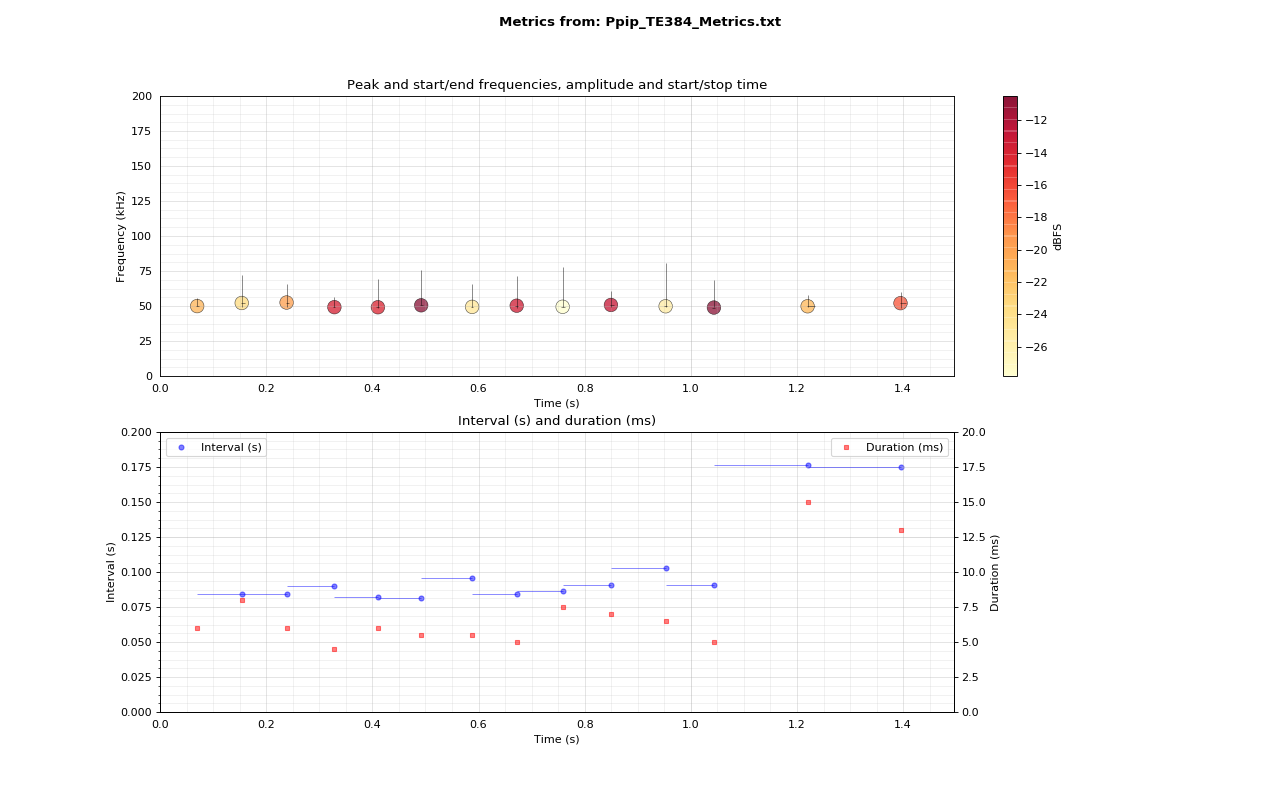 Metrics from: Ppip_TE384_Metrics.txt
Peak and start/end frequencies, amplitude and start/stop time
200
175
150
125
100
75
50
25
0
Frequency (kHz)
0.0 0.2 0.4 0.6 0.8 1.0 1.2 1.4
Time (s)
−12
−14
−16
−18
−20
−22
−24
−26
dBFS
Interval (s) and duration (ms)
Interval (s)
Duration (ms)
0.200
0.175
0.150
0.125
0.100
0.075
0.050
0.025
0.000
Interval (s)
20.0
17.5
15.0
12.5
10.0
7.5
5.0
2.5
0.0
Duration (ms)
0.0 0.2 0.4 0.6 0.8 1.0 1.2 1.4
Time (s)